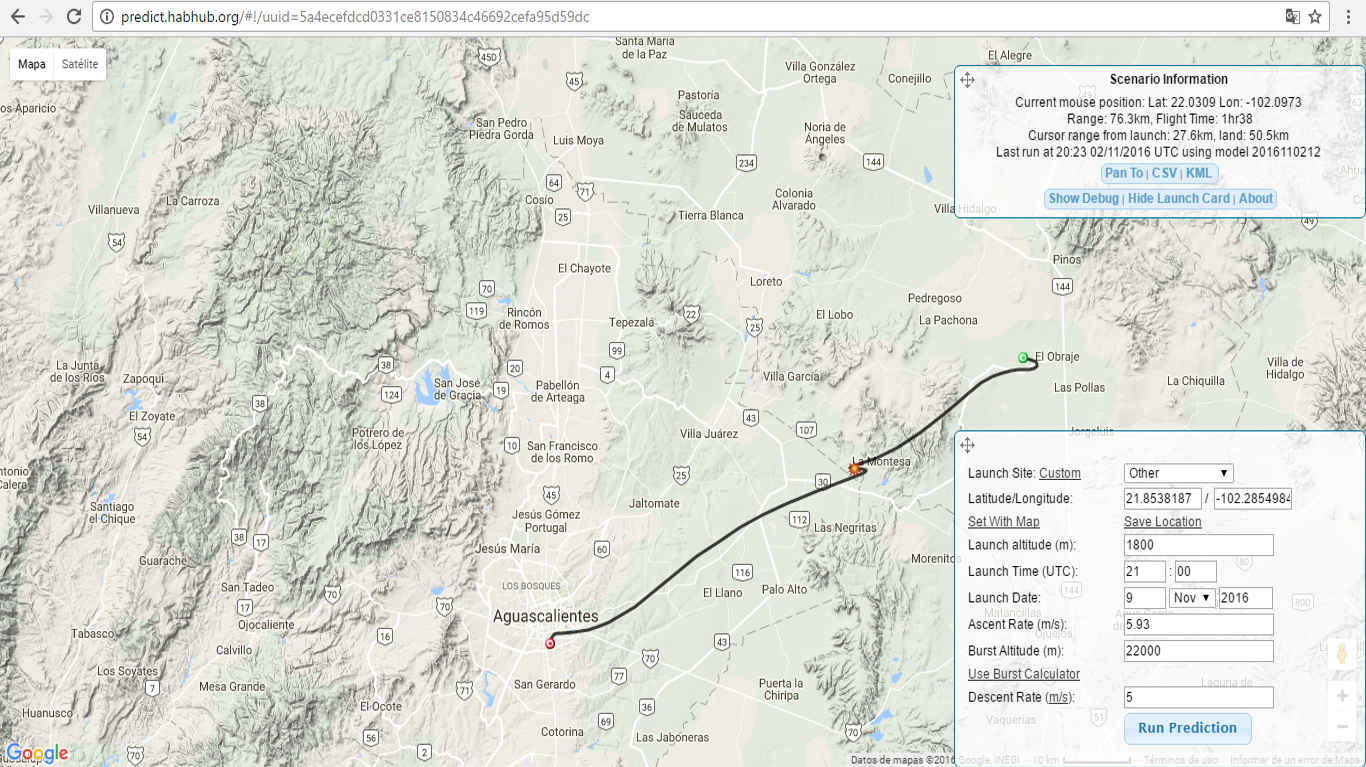 predict.habhub.org/#!/uuid=5a4ecefdcd0331ce8150834c46692cefa95d59dc
Mapa Satélite
Scenario Information
Current mouse position: Lat: 22.0309 Lon: -102.0973
Range: 76.3km, Flight Time: 1hr38
Cursor range from launch: 27.6km, land: 50.5km
Last run at 20:23 02/11/2016 UTC using model 2016110212
Pan To | CSV | KML
Show Debug | Hide Launch Card | About
Santa Maria
de la Paz
El Alegre
45D
45
Villa González
Ortega
Conejillo
os Aparicio
Pastoría
Sauceda
de Mulatos
Noria de
Ángeles
San Pedro
Piedra Gorda
Luis Moya
234
144
49
64
71
La Carroza
Villanueva
Cosío
25
Colonia
Alvarado
Tierra Blanca
Villa Hidalgo
54
49
El Chayote
Loreto
Pinos
144
70
119
Rincón
de Romos
Tepezalá
22
25
El Lobo
Pedregoso
La Pachona
99
El Obraje
La Junta
de los Ríos
Zapoqui
38
20
4
Villa García
Las Pollas
La Chiquilla
Villa de
Hidalgo
124
San José
de Gracia
19
Pabellón
de Arteaga
El Zoyate
38
54
Potrero de
los López
10
San Francisco
de los Romo
Villa Juárez
43
107
Jorgeluis
La Montesa
25
30
45
Jaltomate
Santiago
el Chique
Jesús Gómez
Portugal
112
Las Negritas
38
17
Jesús María
60
Guarache
Morenitos
LOS BOSQUES
116
San Tadeo
70
El Llano
Palo Alto
17
70
Aguascalientes
Ojocaliente
16
43
70
Tabasco
Calvillo
77
Los Soyates
7
Mesa Grande
71
San Gerardo
Puerta la
Chiripa
36
El Ocote
69
Huanusco
56
Cotorina
Las Jaboneras
70
70
2
Launch Site: Custom Other
Latitude/Longitude: 21.8538187 / -102.2854984
Set With Map Save Location
Launch altitude (m): 1800
Launch Time (UTC): 21 : 00
Launch Date: 9 Nov 2016
Ascent Rate (m/s): 5.93
Burst Altitude (m): 22000
Use Burst Calculator
Descent Rate (m/s): 5
Run Prediction
80
144
80D
Matancillas
Laguna de
51
Vaquerías
Google
Datos de mapas ©2016 Google, INEGI 10 km Términos de uso Informar de un error de Maps